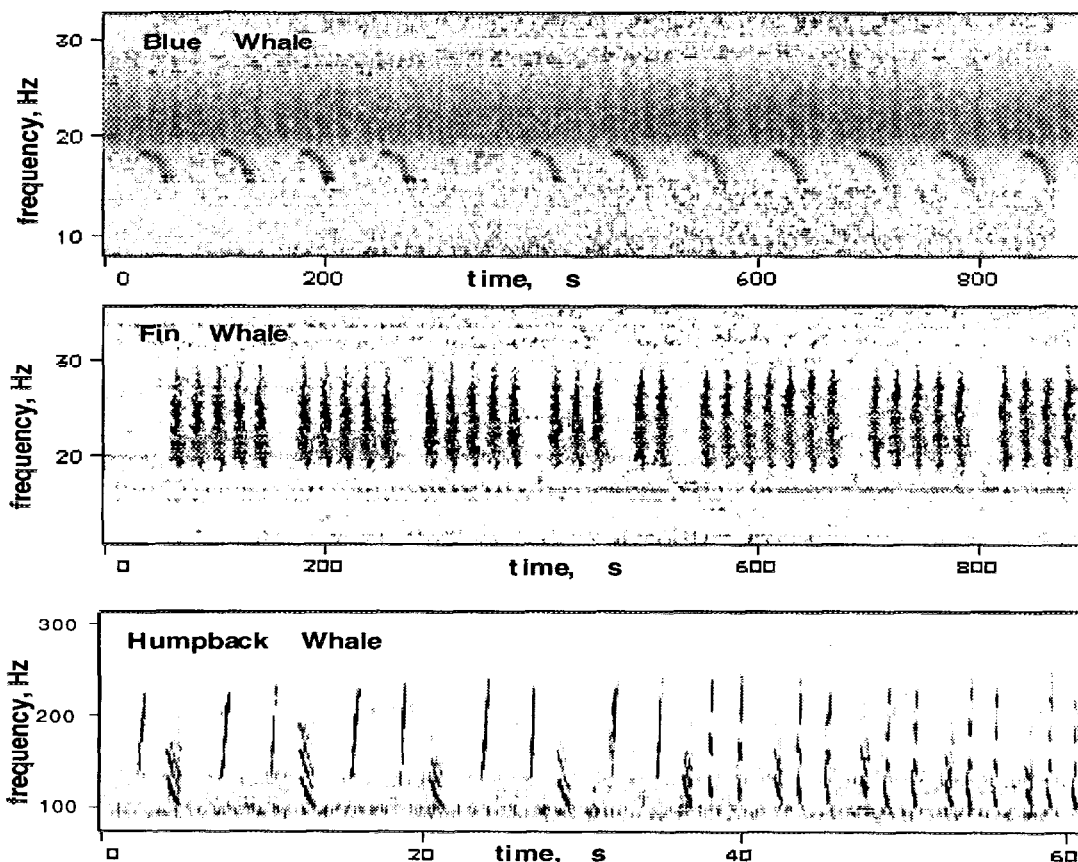 30
Blue Whale
frequency, Hz
20
10
0 200 time, s 600 800
Fin Whale
30
frequency, Hz
20
0 200 time, s 600 800
300
Humpback Whale
frequency, Hz
200
100
0 20 time, s 40 60